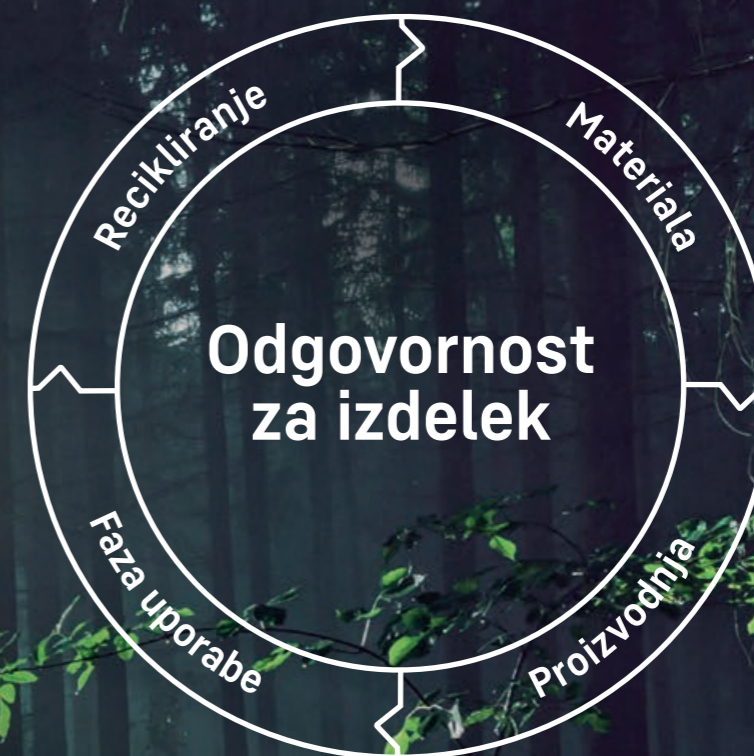 Recikliranje
Materiala
Odgovornost
za izdelek
Faza uporabe
Proizvodnja